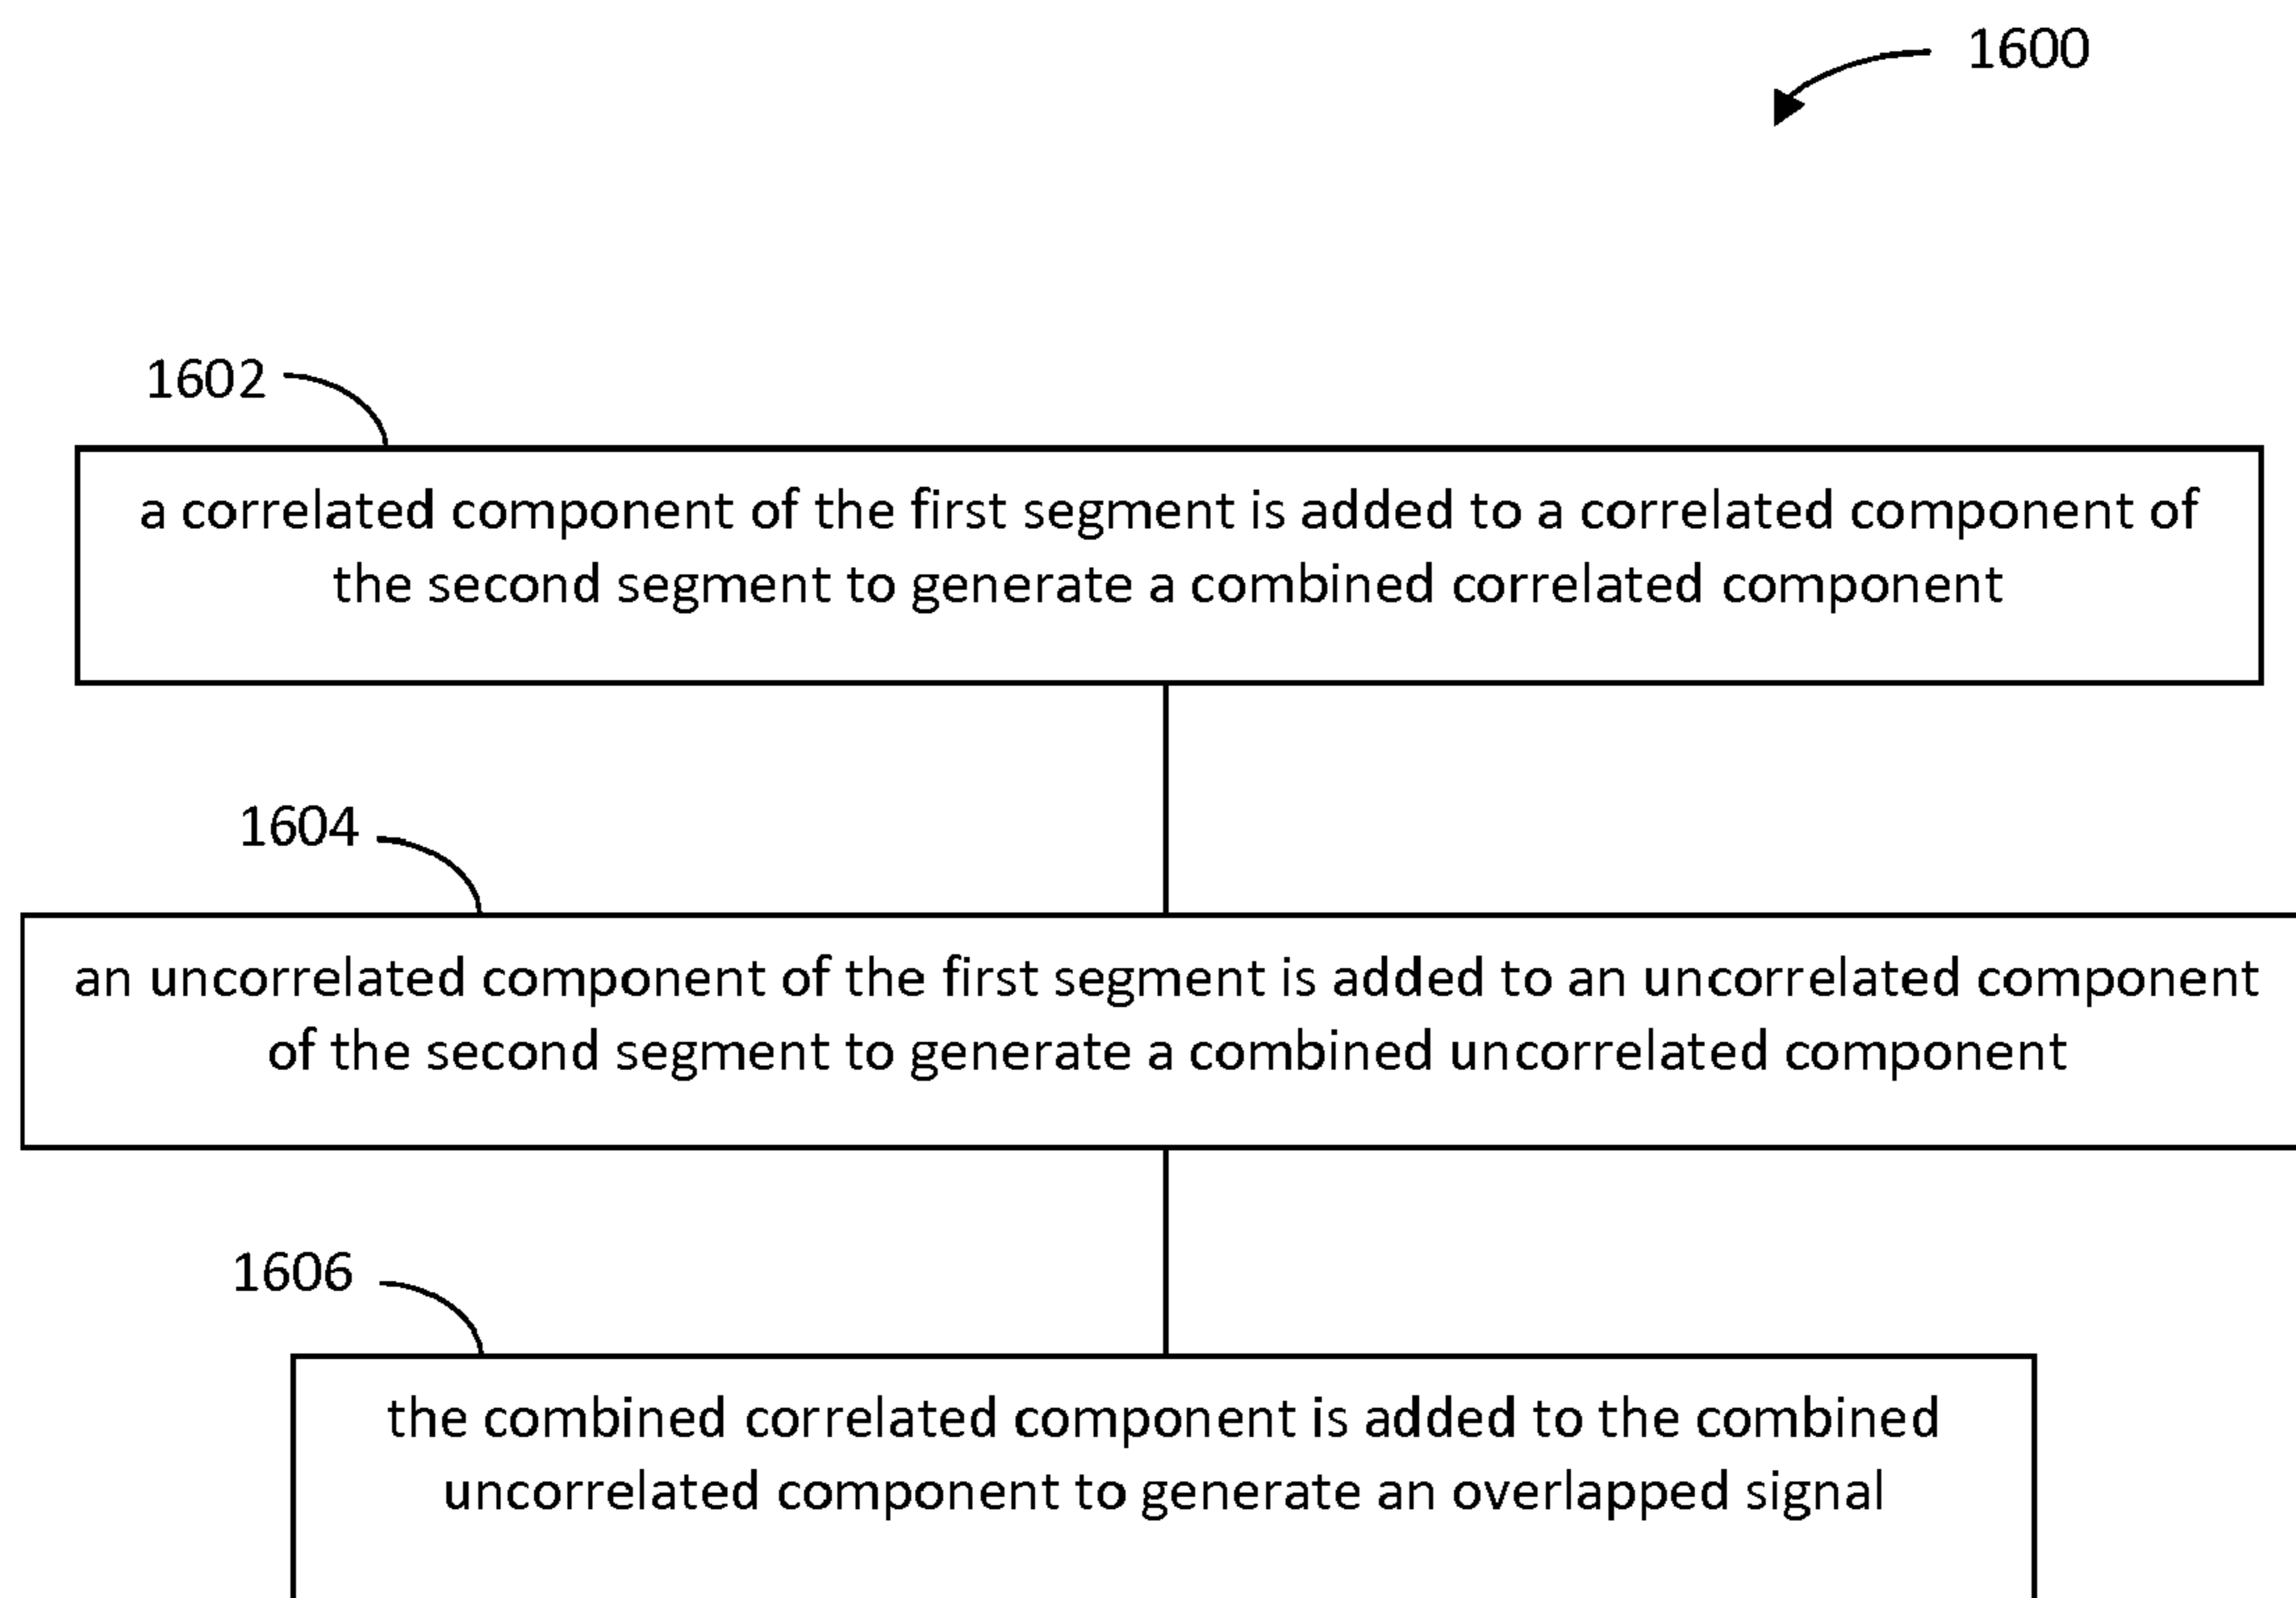 1600
1602
a correlated component of the first segment is added to a correlated component of
the second segment to generate a combined correlated component
1604
an uncorrelated component of the first segment is added to an uncorrelated component
of the second segment to generate a combined uncorrelated component
1606
the combined correlated component is added to the combined
uncorrelated component to generate an overlapped signal